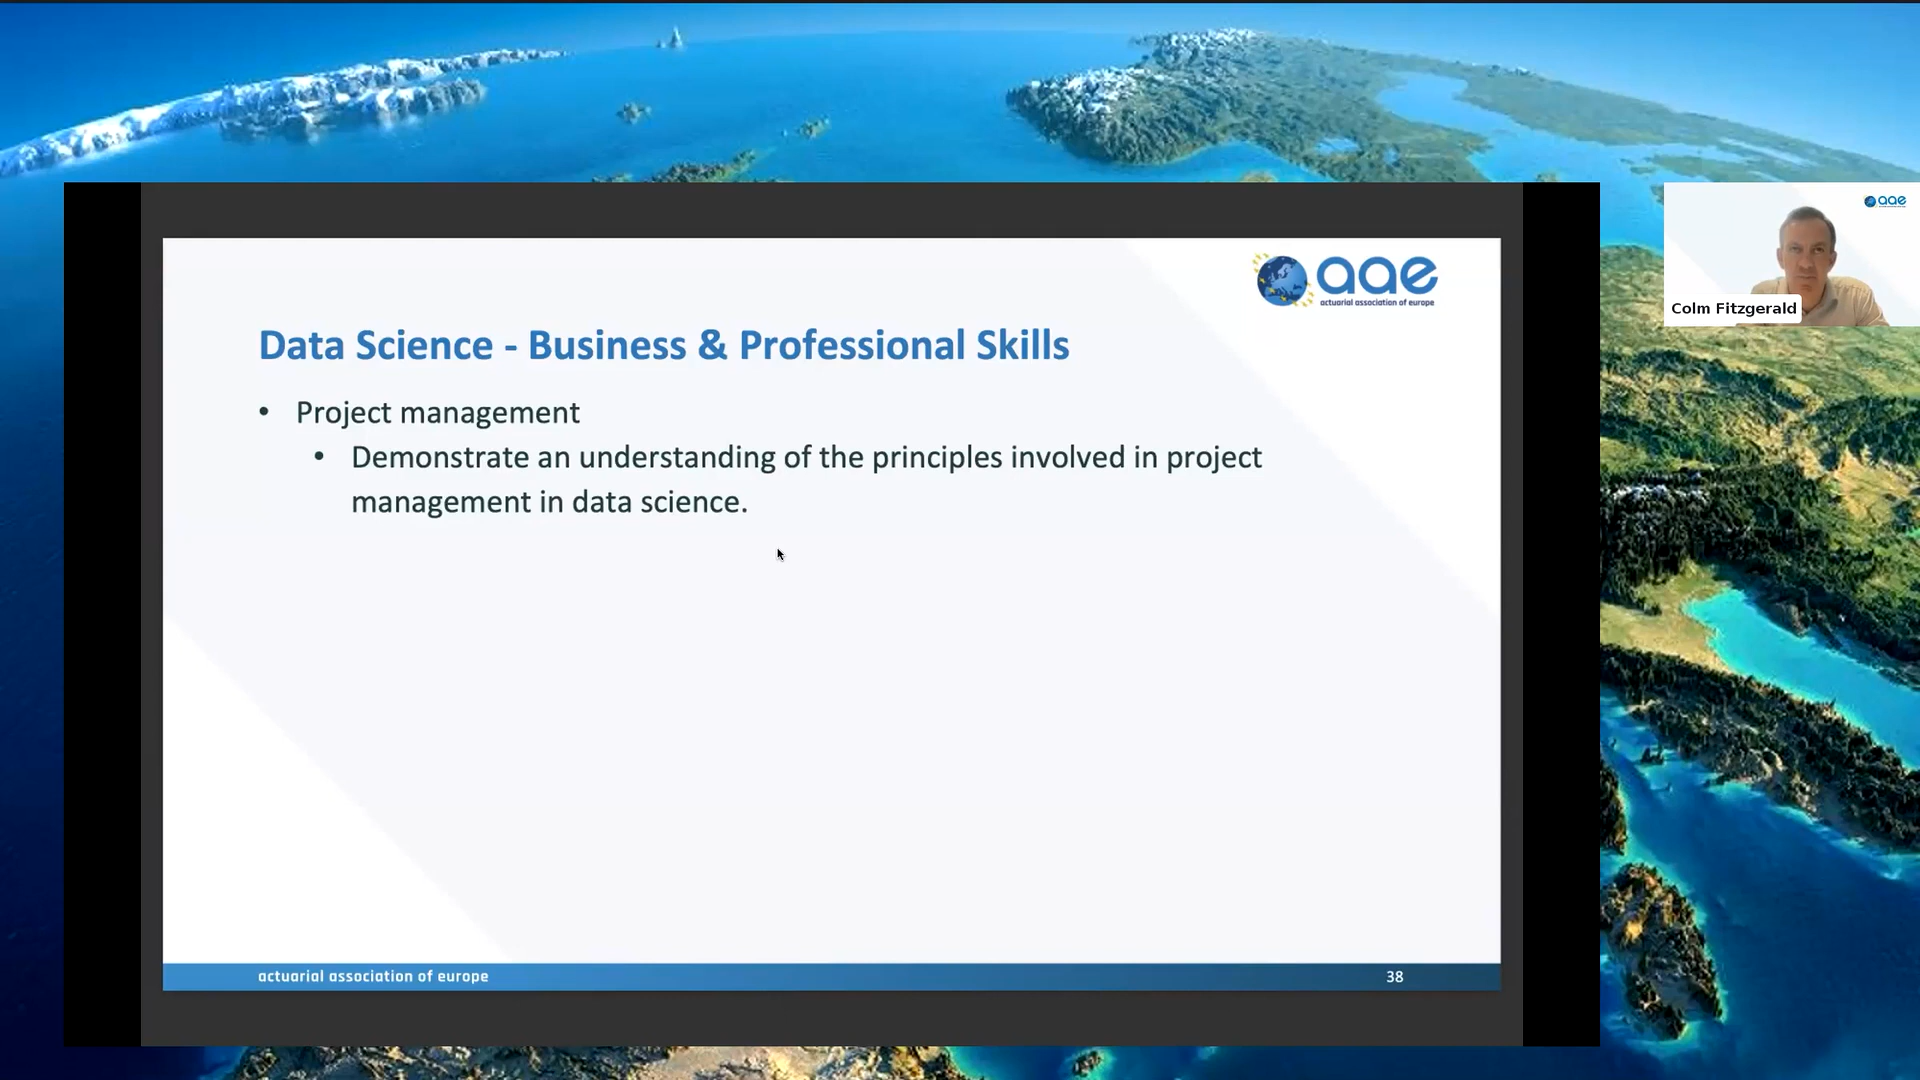 aae
actuarial association of europe
Data Science - Business & Professional Skills
• Project management
• Demonstrate an understanding of the principles involved in project
management in data science.
actuarial association of europe
38
aae
Colm Fitzgerald